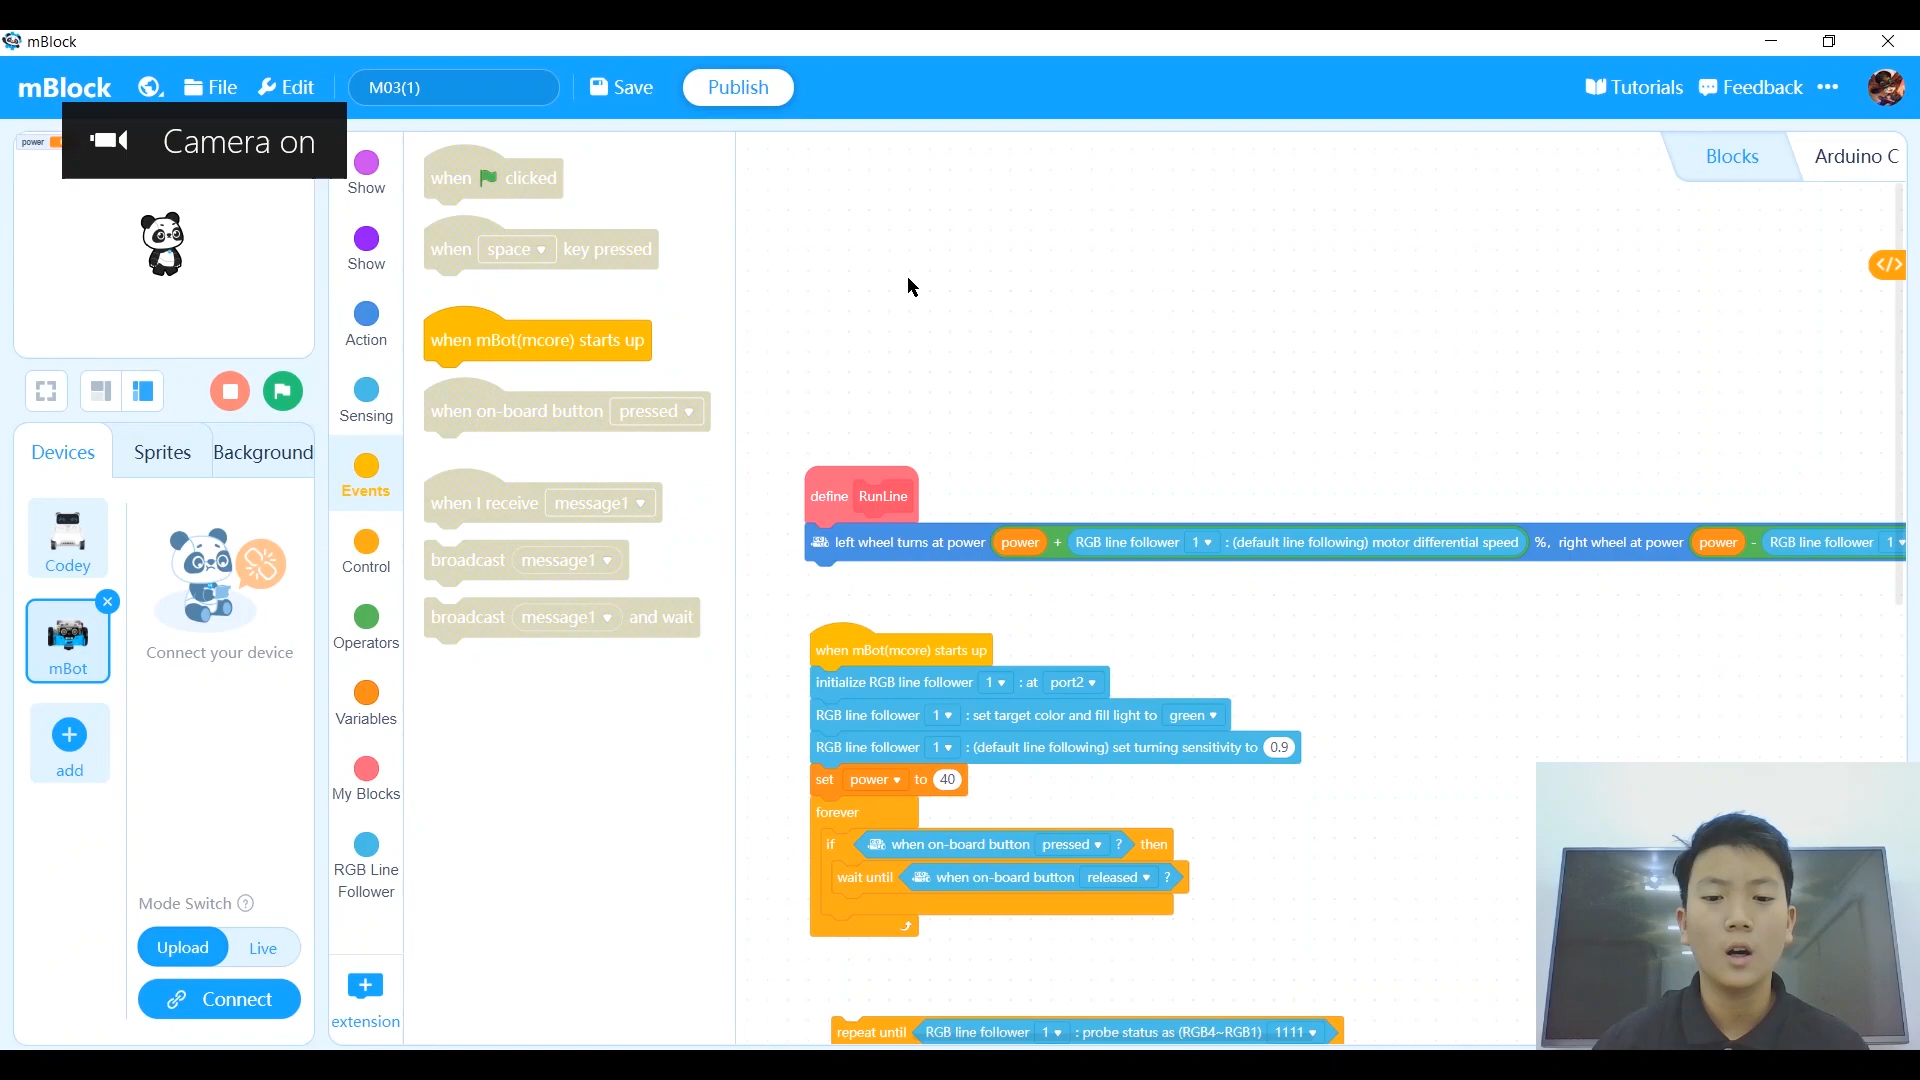 mBlock
mBlock File Edit M03(1) Save Publish Tutorials Feedback
Camera on
power
Show
Show
Action
Sensing
Events
Control
Operators
Variables
My Blocks
RGB Line
Follower
extension
when clicked
when space key pressed
when mBot(mcore) starts up
when on-board button pressed
when I receive message1
broadcast message1
broadcast message1 and wait
Blocks Arduino C
</>
Devices Sprites Background
Codey
mBot
add
Connect your device
Mode Switch ?
Upload Live
Connect
define RunLine
left wheel turns at power power + RGB line follower 1 : (default line following) motor differential speed %, right wheel at power power - RGB line follower 1
when mBot(mcore) starts up
initialize RGB line follower 1 : at port2
RGB line follower 1 : set target color and fill light to green
RGB line follower 1 : (default line following) set turning sensitivity to 0.9
set power to 40
forever
if when on-board button pressed ? then
wait until when on-board button released ?
repeat until RGB line follower 1 : probe status as (RGB4~RGB1) 1111